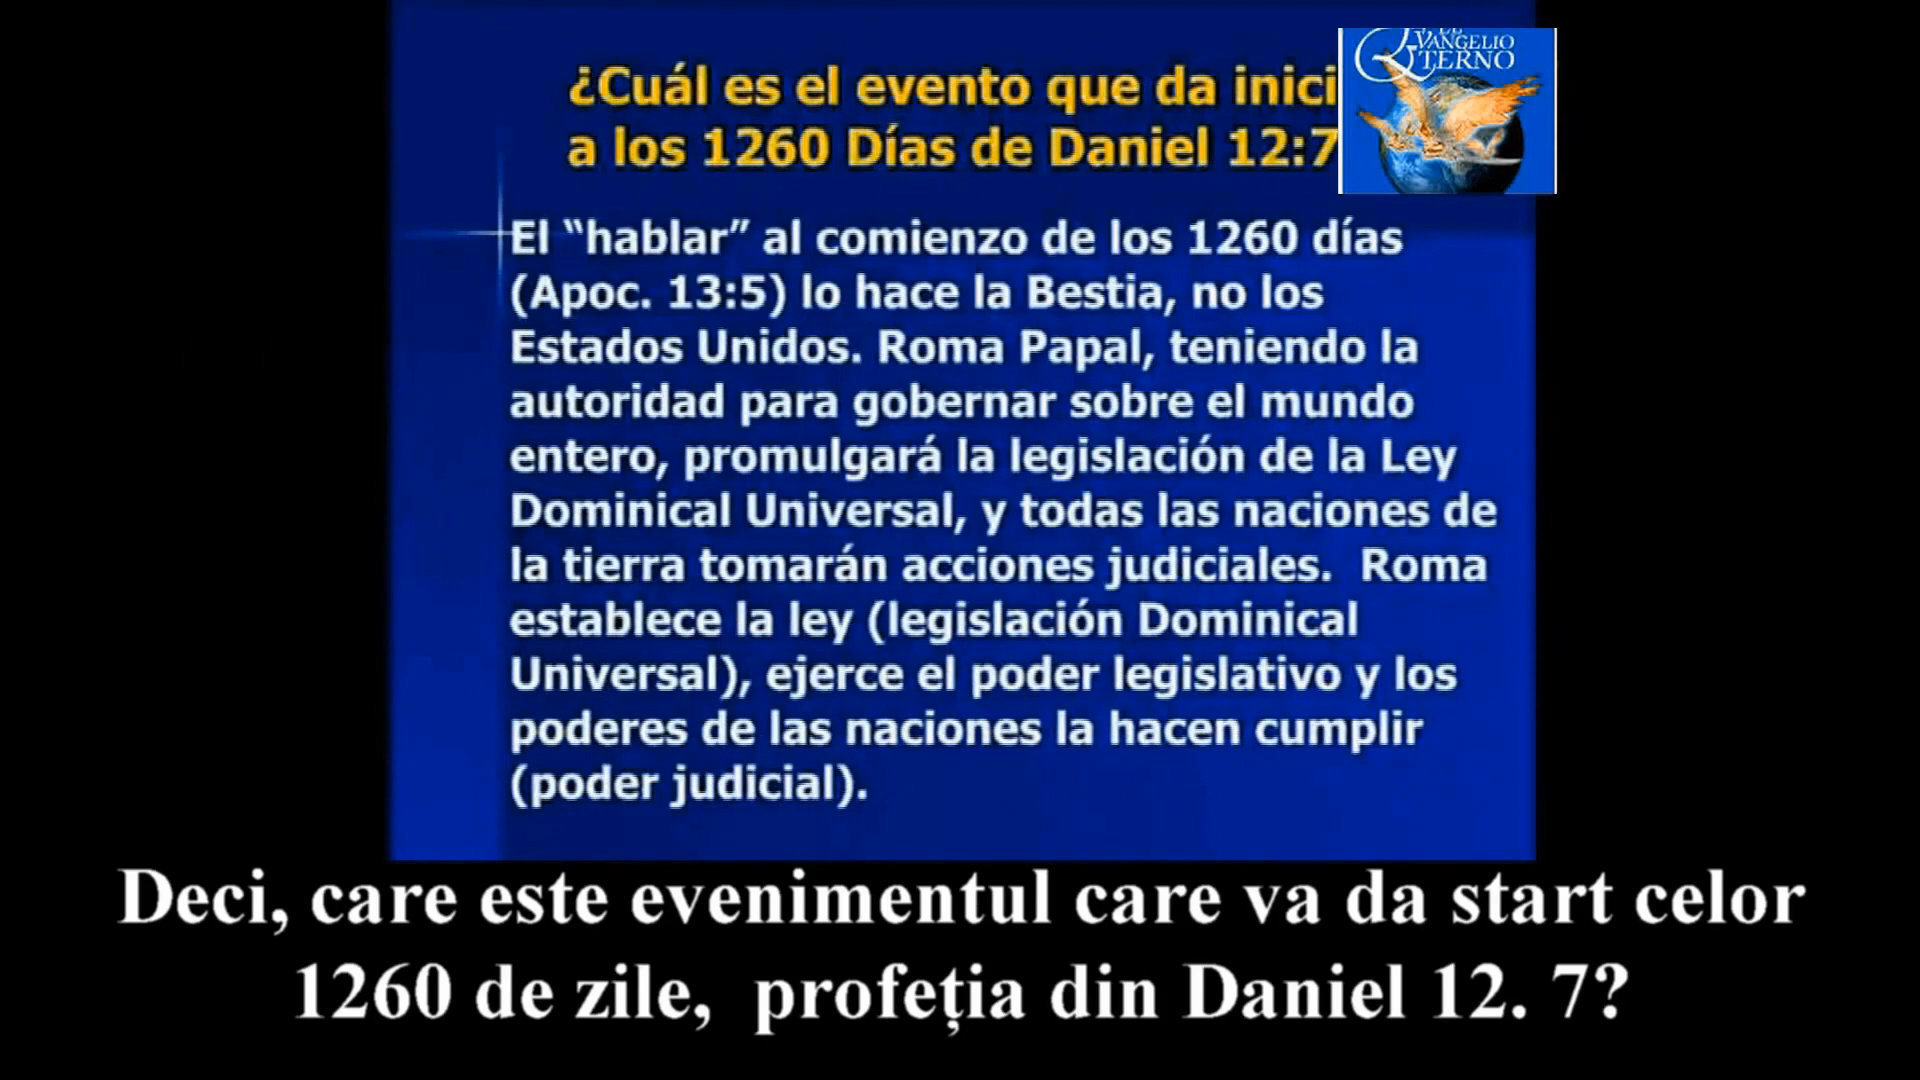 ¿Cuál es el evento que da inici
a los 1260 Días de Daniel 12:7
VANGELIO
TERNO
El “hablar” al comienzo de los 1260 días
(Apoc. 13:5) lo hace la Bestia, no los
Estados Unidos. Roma Papal, teniendo la
autoridad para gobernar sobre el mundo
entero, promulgará la legislación de la Ley
Dominical Universal, y todas las naciones de
la tierra tomarán acciones judiciales.  Roma
establece la ley (legislación Dominical
Universal), ejerce el poder legislativo y los
poderes de las naciones la hacen cumplir
(poder judicial).
Deci, care este evenimentul care va da start celor
1260 de zile,  profeția din Daniel 12. 7?